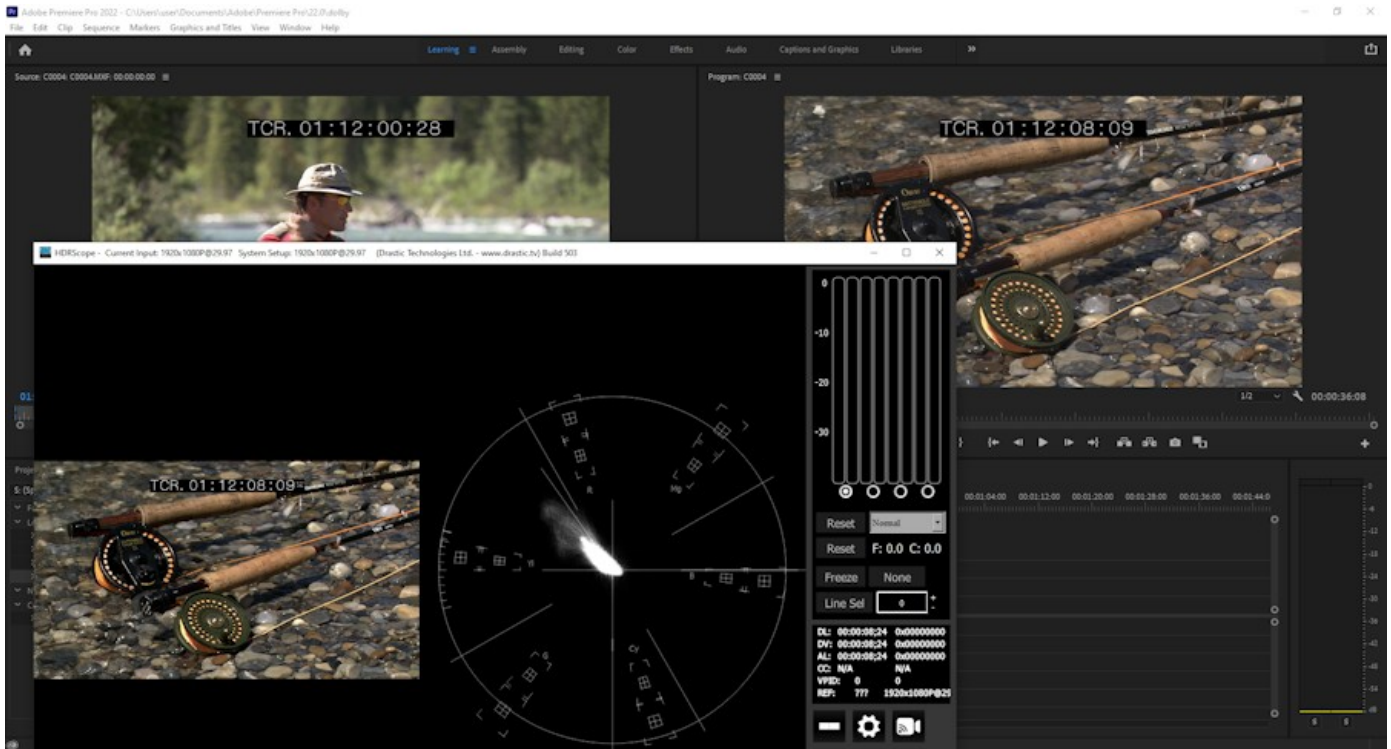 Adobe Premiere Pro 2022 - C:\Users\user\Documents\Adobe\Premiere Pro\22.0\dolby
File Edit Clip Sequence Markers Graphics and Titles View Window Help
Learning Assembly Editing Color Effects Audio Captions and Graphics Libraries
Source: C0004: C0004.MXF: 00:00:00:00
Program: C0004
TCR. 01:12:00:28
TCR. 01:12:08:09
HDRScope - Current Input: 1920x1080P@29.97 System Setup: 1920x1080P@29.97 (Drastic Technologies Ltd. - www.drastic.tv) Build 503
0
-10
-20
-30
01:
1/2 00:00:36:08
R
Mg
Yl
B
G
Cy
TCR. 01:12:08:09
Reset Normal
Reset F: 0.0 C: 0.0
Freeze None
Line Sel 0 + -
DL: 00:00:08;24 0x00000000
DV: 00:00:08;24 0x00000000
AL: 00:00:08;24 0x00000000
CC: N/A N/A
VPID: 0 0
REF: ??? 1920x1080P@29
Proje
00:01:04:00 00:01:12:00 00:01:20:00 00:01:28:00 00:01:36:00 00:01:44:0
S S